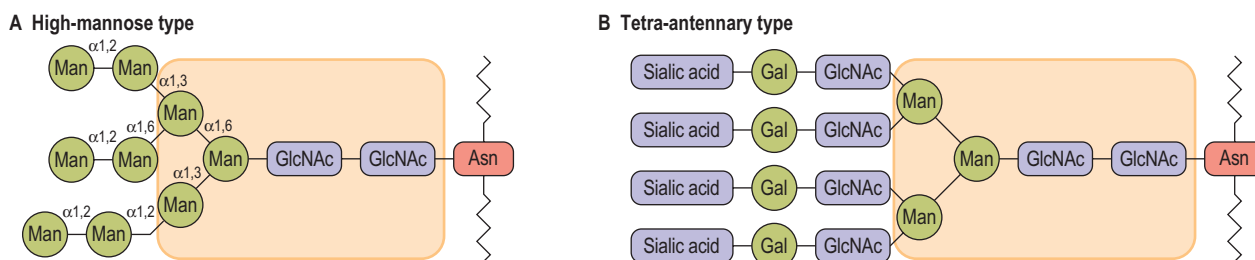 A High-mannose type
α1,2
Man Man
α1,3
Man
α1,2 α1,6 α1,6
Man Man Man GlcNAc GlcNAc Asn
α1,3
α1,2 α1,2 Man
Man Man
B Tetra-antennary type
Sialic acid Gal GlcNAc
Man
Sialic acid Gal GlcNAc
Man GlcNAc GlcNAc Asn
Sialic acid Gal GlcNAc
Man
Sialic acid Gal GlcNAc